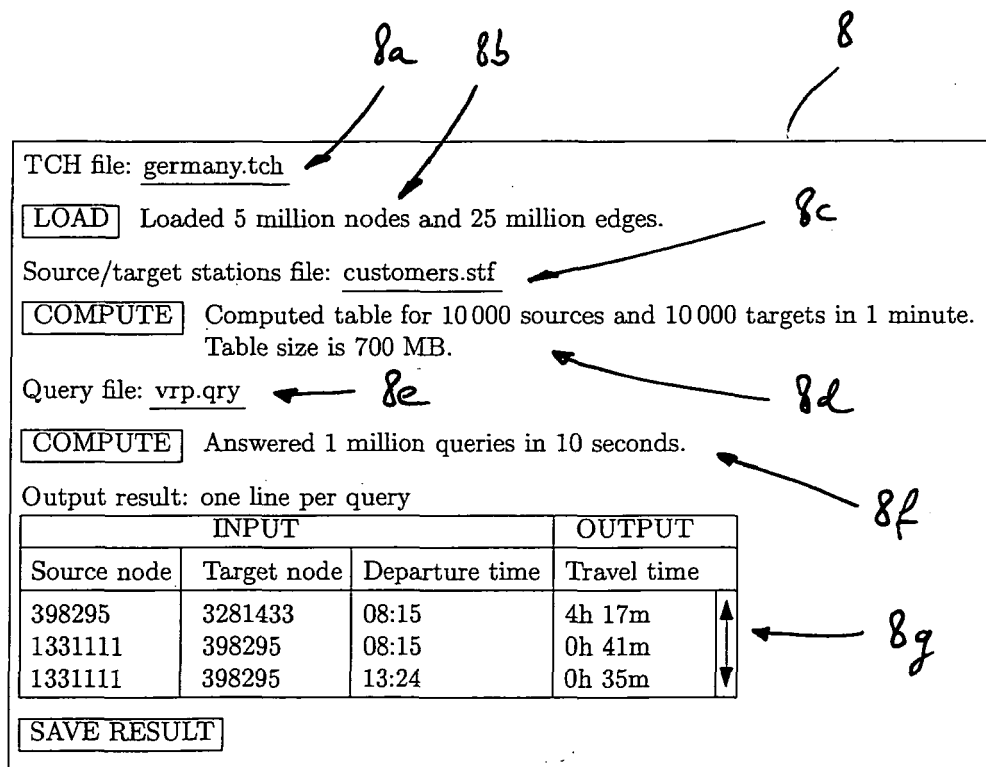 8a 8b 8
TCH file: germany.tch
LOAD Loaded 5 million nodes and 25 million edges.
8c
Source/target stations file: customers.stf
COMPUTE Computed table for 10 000 sources and 10 000 targets in 1 minute.
Table size is 700 MB.
Query file: vrp.qry 8e 8d
COMPUTE Answered 1 million queries in 10 seconds.
Output result: one line per query
8f
INPUT OUTPUT
Source node Target node Departure time Travel time
398295 3281433 08:15 4h 17m
1331111 398295 08:15 0h 41m
8g
1331111 398295 13:24 0h 35m
SAVE RESULT